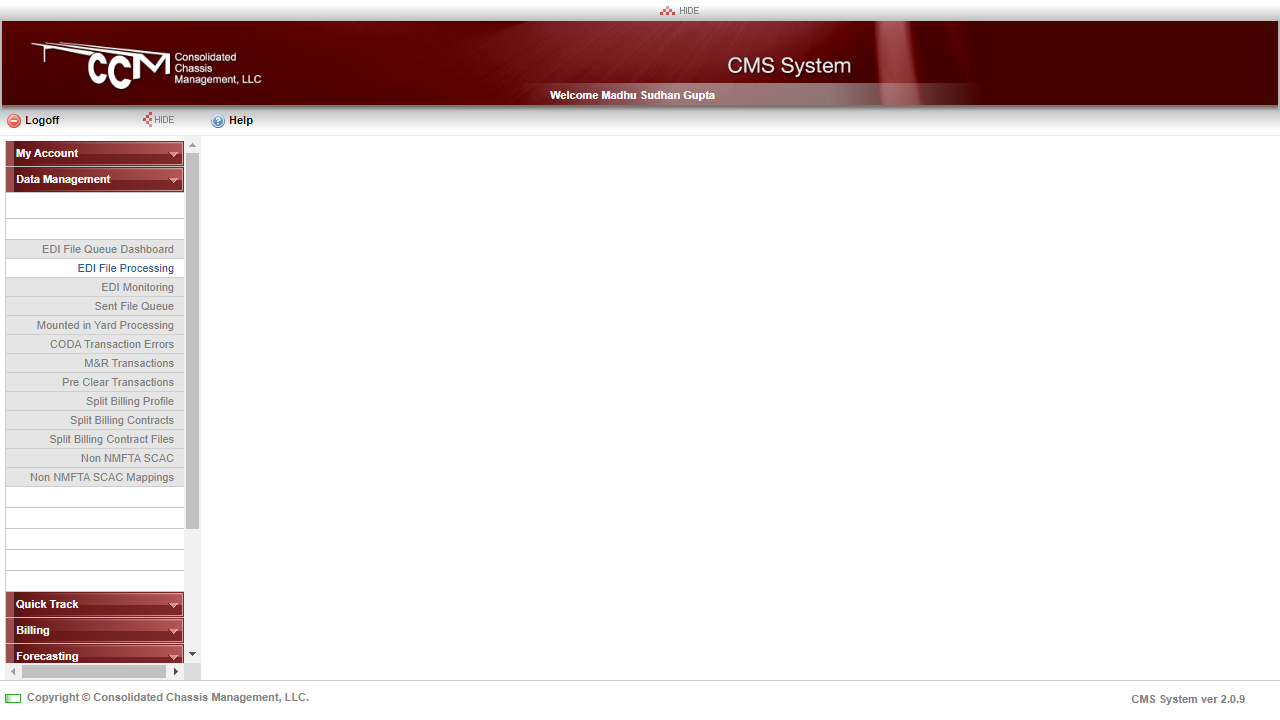 HIDE
CCM
Consolidated
Chassis
Management, LLC
CMS System
Welcome Madhu Sudhan Gupta
Logoff
HIDE
Help
My Account
Data Management
EDI File Queue Dashboard
EDI File Processing
EDI Monitoring
Sent File Queue
Mounted in Yard Processing
CODA Transaction Errors
M&R Transactions
Pre Clear Transactions
Split Billing Profile
Split Billing Contracts
Split Billing Contract Files
Non NMFTA SCAC
Non NMFTA SCAC Mappings
Quick Track
Billing
Forecasting
Copyright © Consolidated Chassis Management, LLC.
CMS System ver 2.0.9